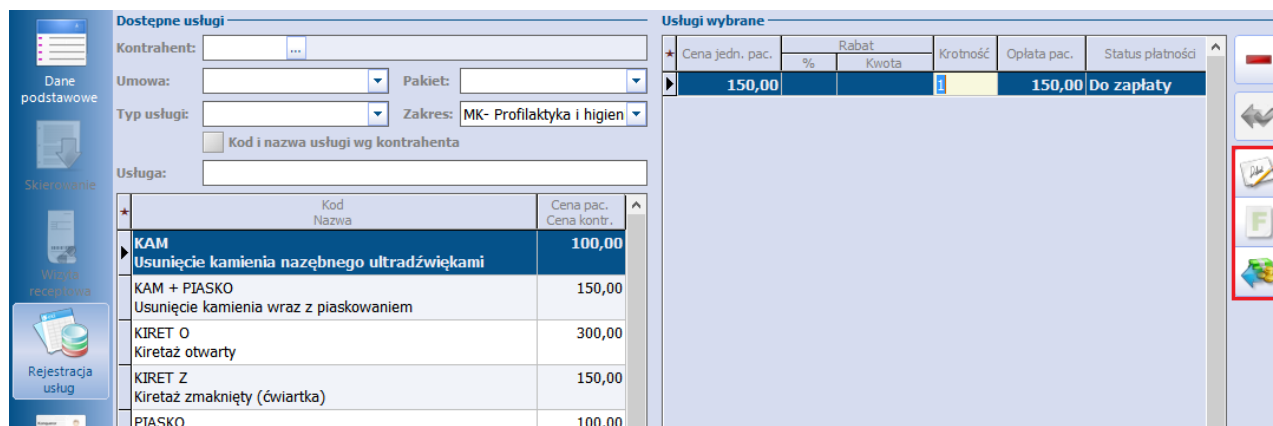 Dane
podstawowe
Skierowanie
Wizyta
receptowa
Rejestracja
usług
Dostępne usługi
Kontrahent: ...
Umowa: Pakiet:
Typ usługi: Zakres: MK- Profilaktyka i higien
Kod i nazwa usługi wg kontrahenta
Usługa:
Kod Cena pac.
Nazwa Cena kontr.
KAM 100,00
Usunięcie kamienia nazębnego ultradźwiękami
KAM + PIASKO 150,00
Usunięcie kamienia wraz z piaskowaniem
KIRET O 300,00
Kiretaż otwarty
KIRET Z 150,00
Kiretaż zmaknięty (ćwiartka)
PIASKO 100,00
Usługi wybrane
Cena jedn. pac. Rabat Krotność Opłata pac. Status płatności
% Kwota
150,00 1 150,00 Do zapłaty
F